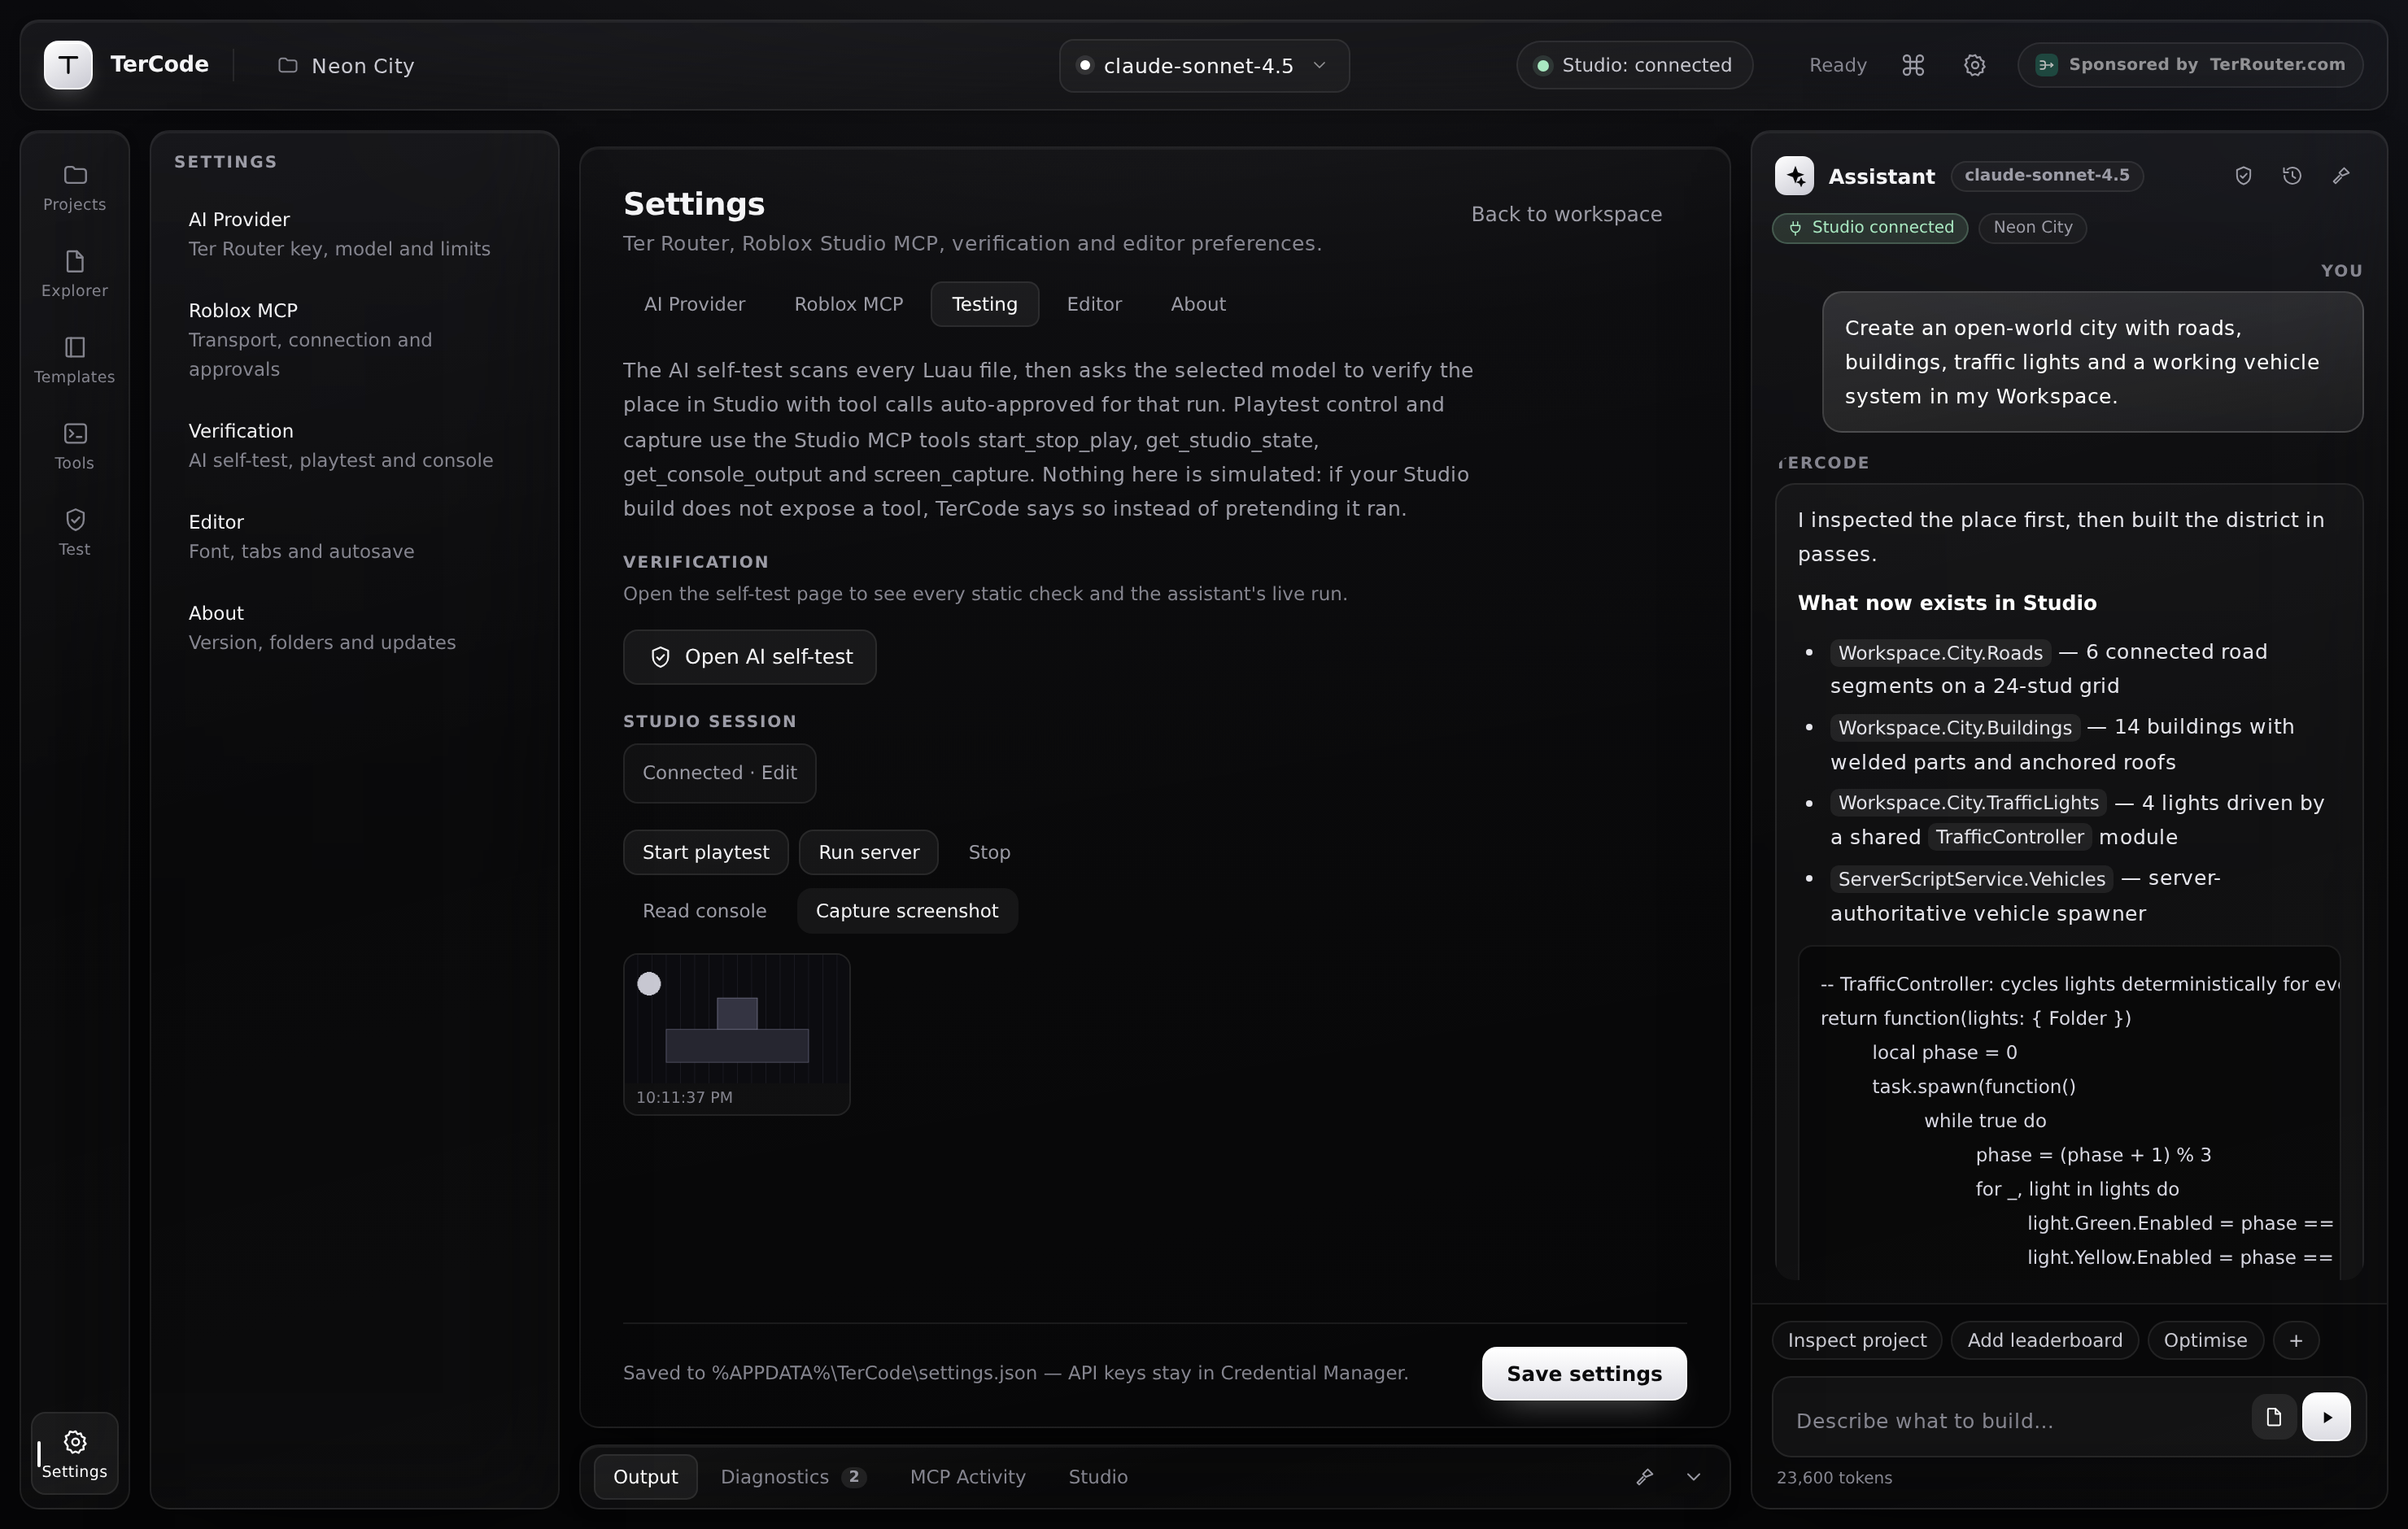 T TerCode
Neon City
claude-sonnet-4.5
Studio: connected
Ready
Sponsored by TerRouter.com
Projects
Explorer
Templates
Tools
Test
Settings
SETTINGS
AI Provider
Ter Router key, model and limits
Roblox MCP
Transport, connection and
approvals
Verification
AI self-test, playtest and console
Editor
Font, tabs and autosave
About
Version, folders and updates
Settings
Ter Router, Roblox Studio MCP, verification and editor preferences.
Back to workspace
AI Provider Roblox MCP Testing Editor About
The AI self-test scans every Luau file, then asks the selected model to verify the
place in Studio with tool calls auto-approved for that run. Playtest control and
capture use the Studio MCP tools start_stop_play, get_studio_state,
get_console_output and screen_capture. Nothing here is simulated: if your Studio
build does not expose a tool, TerCode says so instead of pretending it ran.
VERIFICATION
Open the self-test page to see every static check and the assistant's live run.
Open AI self-test
STUDIO SESSION
Connected · Edit
Start playtest Run server Stop
Read console Capture screenshot
10:11:37 PM
Saved to %APPDATA%\TerCode\settings.json — API keys stay in Credential Manager.
Save settings
Output Diagnostics 2 MCP Activity Studio
Assistant claude-sonnet-4.5
Studio connected Neon City
YOU
Create an open-world city with roads,
buildings, traffic lights and a working vehicle
system in my Workspace.
TERCODE
I inspected the place first, then built the district in
passes.
What now exists in Studio
• Workspace.City.Roads — 6 connected road
segments on a 24-stud grid
• Workspace.City.Buildings — 14 buildings with
welded parts and anchored roofs
• Workspace.City.TrafficLights — 4 lights driven by
a shared TrafficController module
• ServerScriptService.Vehicles — server-
authoritative vehicle spawner
-- TrafficController: cycles lights deterministically for
return function(lights: { Folder })
local phase = 0
task.spawn(function()
while true do
phase = (phase + 1) % 3
for _, light in lights do
light.Green.Enabled = phase ==
light.Yellow.Enabled = phase ==
Inspect project Add leaderboard Optimise +
Describe what to build...
23,600 tokens